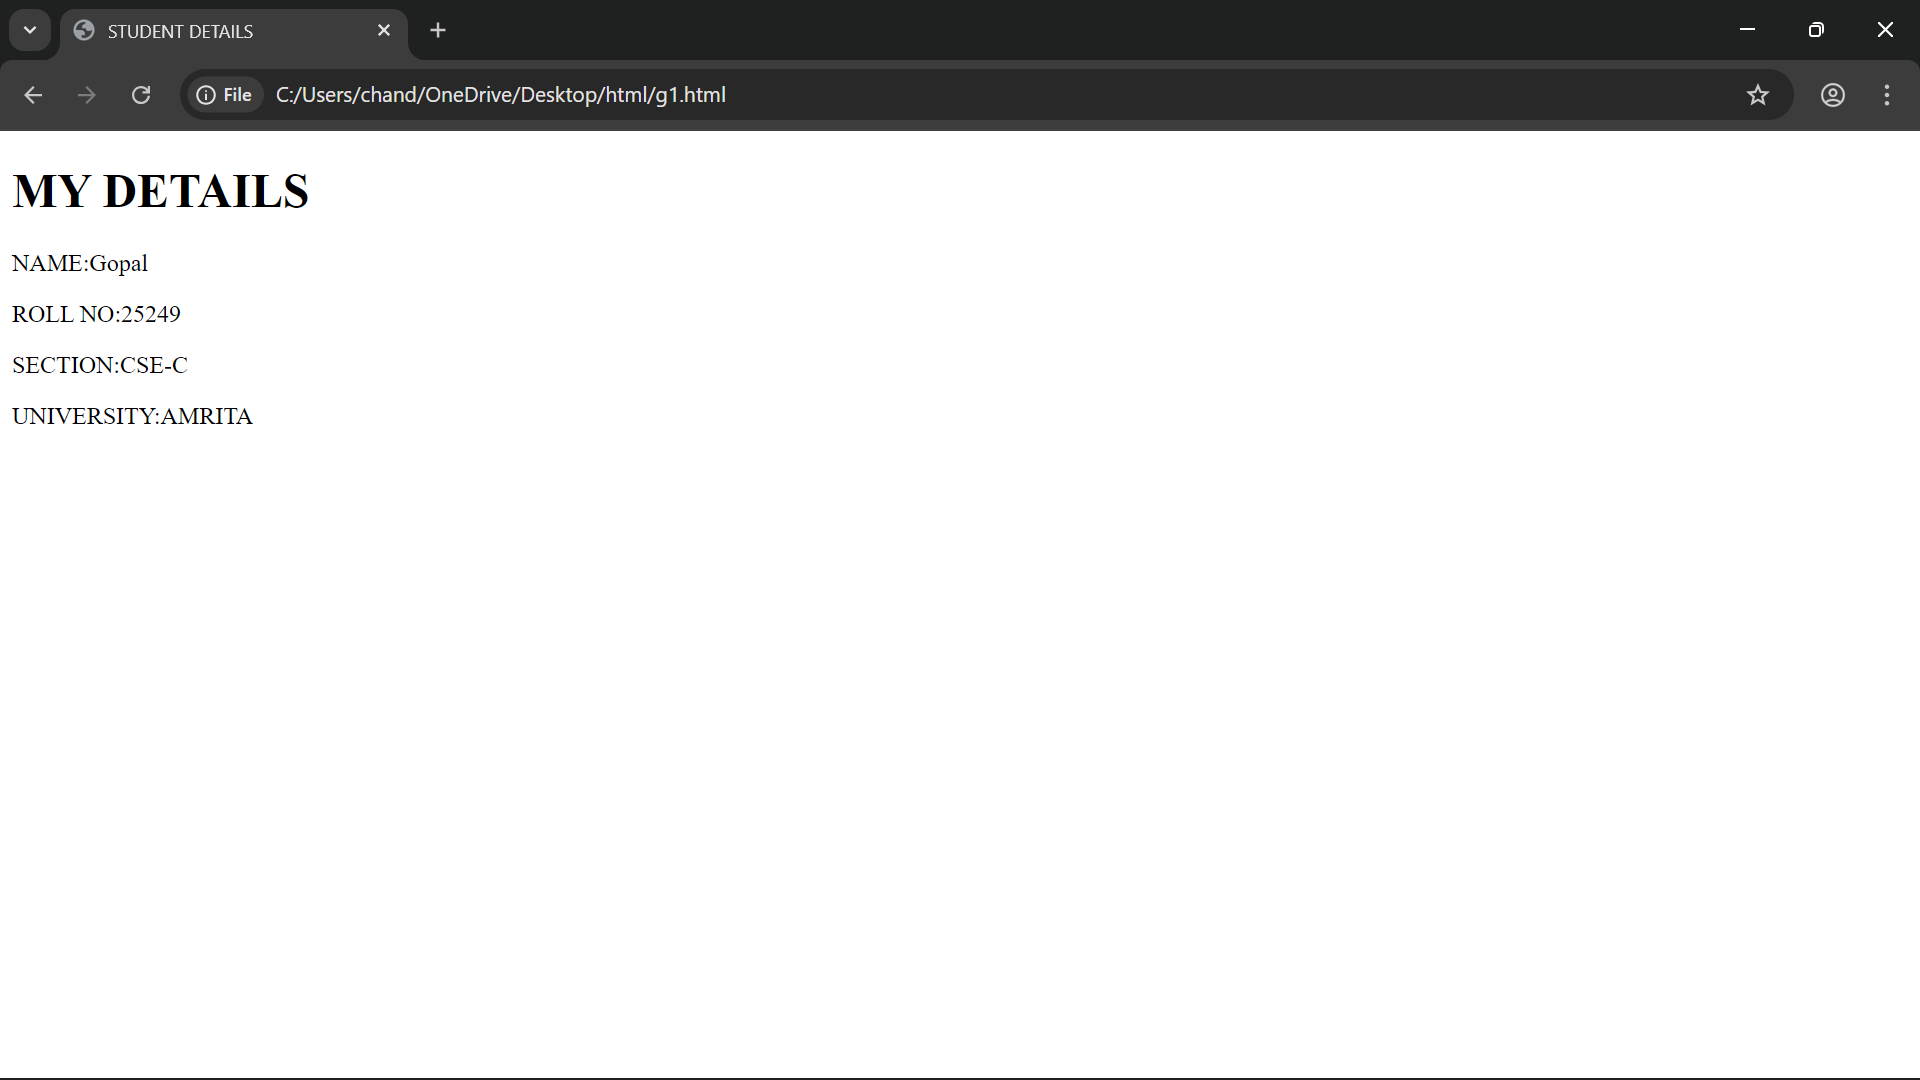 STUDENT DETAILS
File C:/Users/chand/OneDrive/Desktop/html/g1.html
MY DETAILS
NAME:Gopal
ROLL NO:25249
SECTION:CSE-C
UNIVERSITY:AMRITA